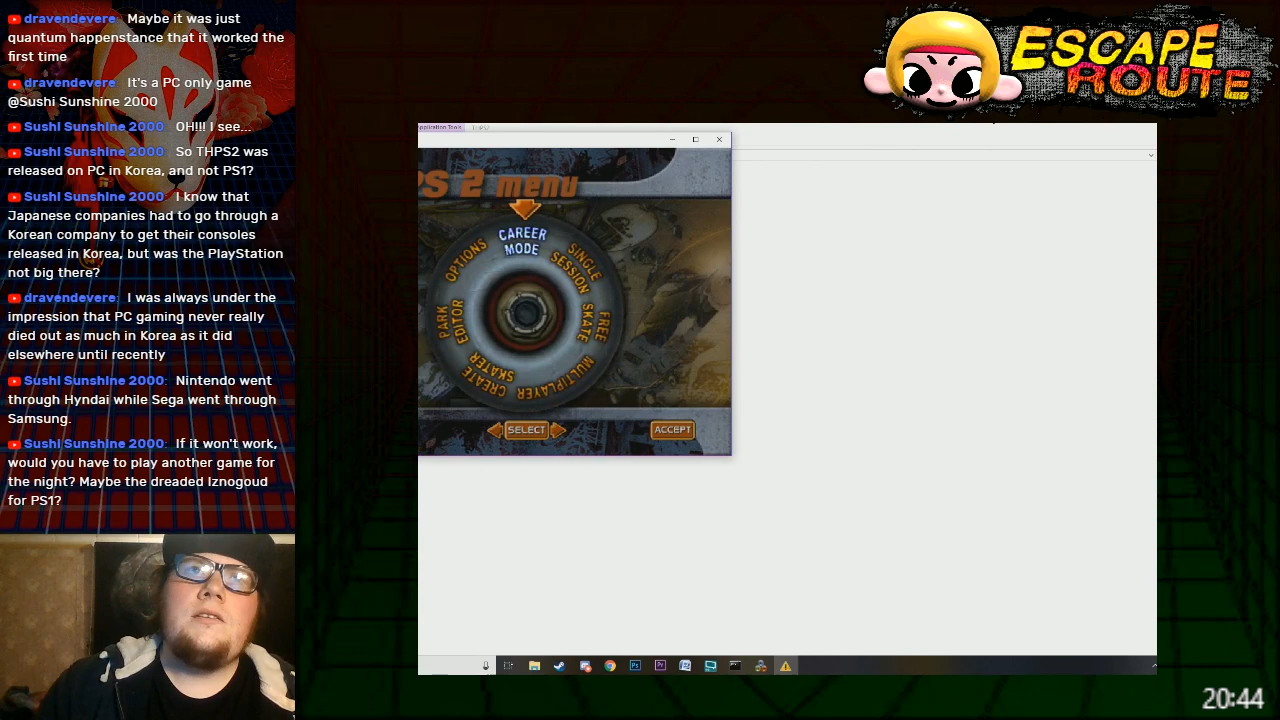 dravendevere: Maybe it was just
quantum happenstance that it worked the
first time
dravendevere: It's a PC only game
@Sushi Sunshine 2000
Sushi Sunshine 2000: OH!!! I see...
Sushi Sunshine 2000: So THPS2 was
released on PC in Korea, and not PS1?
Sushi Sunshine 2000: I know that
Japanese companies had to go through a
Korean company to get their consoles
released in Korea, but was the PlayStation
not big there?
dravendevere: I was always under the
impression that PC gaming never really
died out as much in Korea as it did
elsewhere until recently
Sushi Sunshine 2000: Nintendo went
through Hyndai while Sega went through
Samsung.
Sushi Sunshine 2000: If it won't work,
would you have to play another game for
the night? Maybe the dreaded Iznogoud
for PS1?
ESCAPE
ROUTE
Application Tools
PS 2 menu
CAREER
MODE
SINGLE
SESSION
FREE
SKATE
MULTIPLAYER
CREATE
SKATER
PARK
EDITOR
OPTIONS
SELECT
ACCEPT
Ps
Pr
20:44